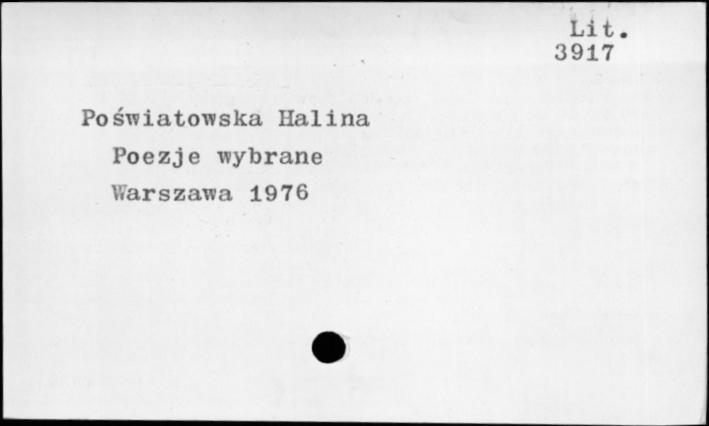 Lit.
3917
Poświatowska Halina
Poezje wybrane
Warszawa 1976